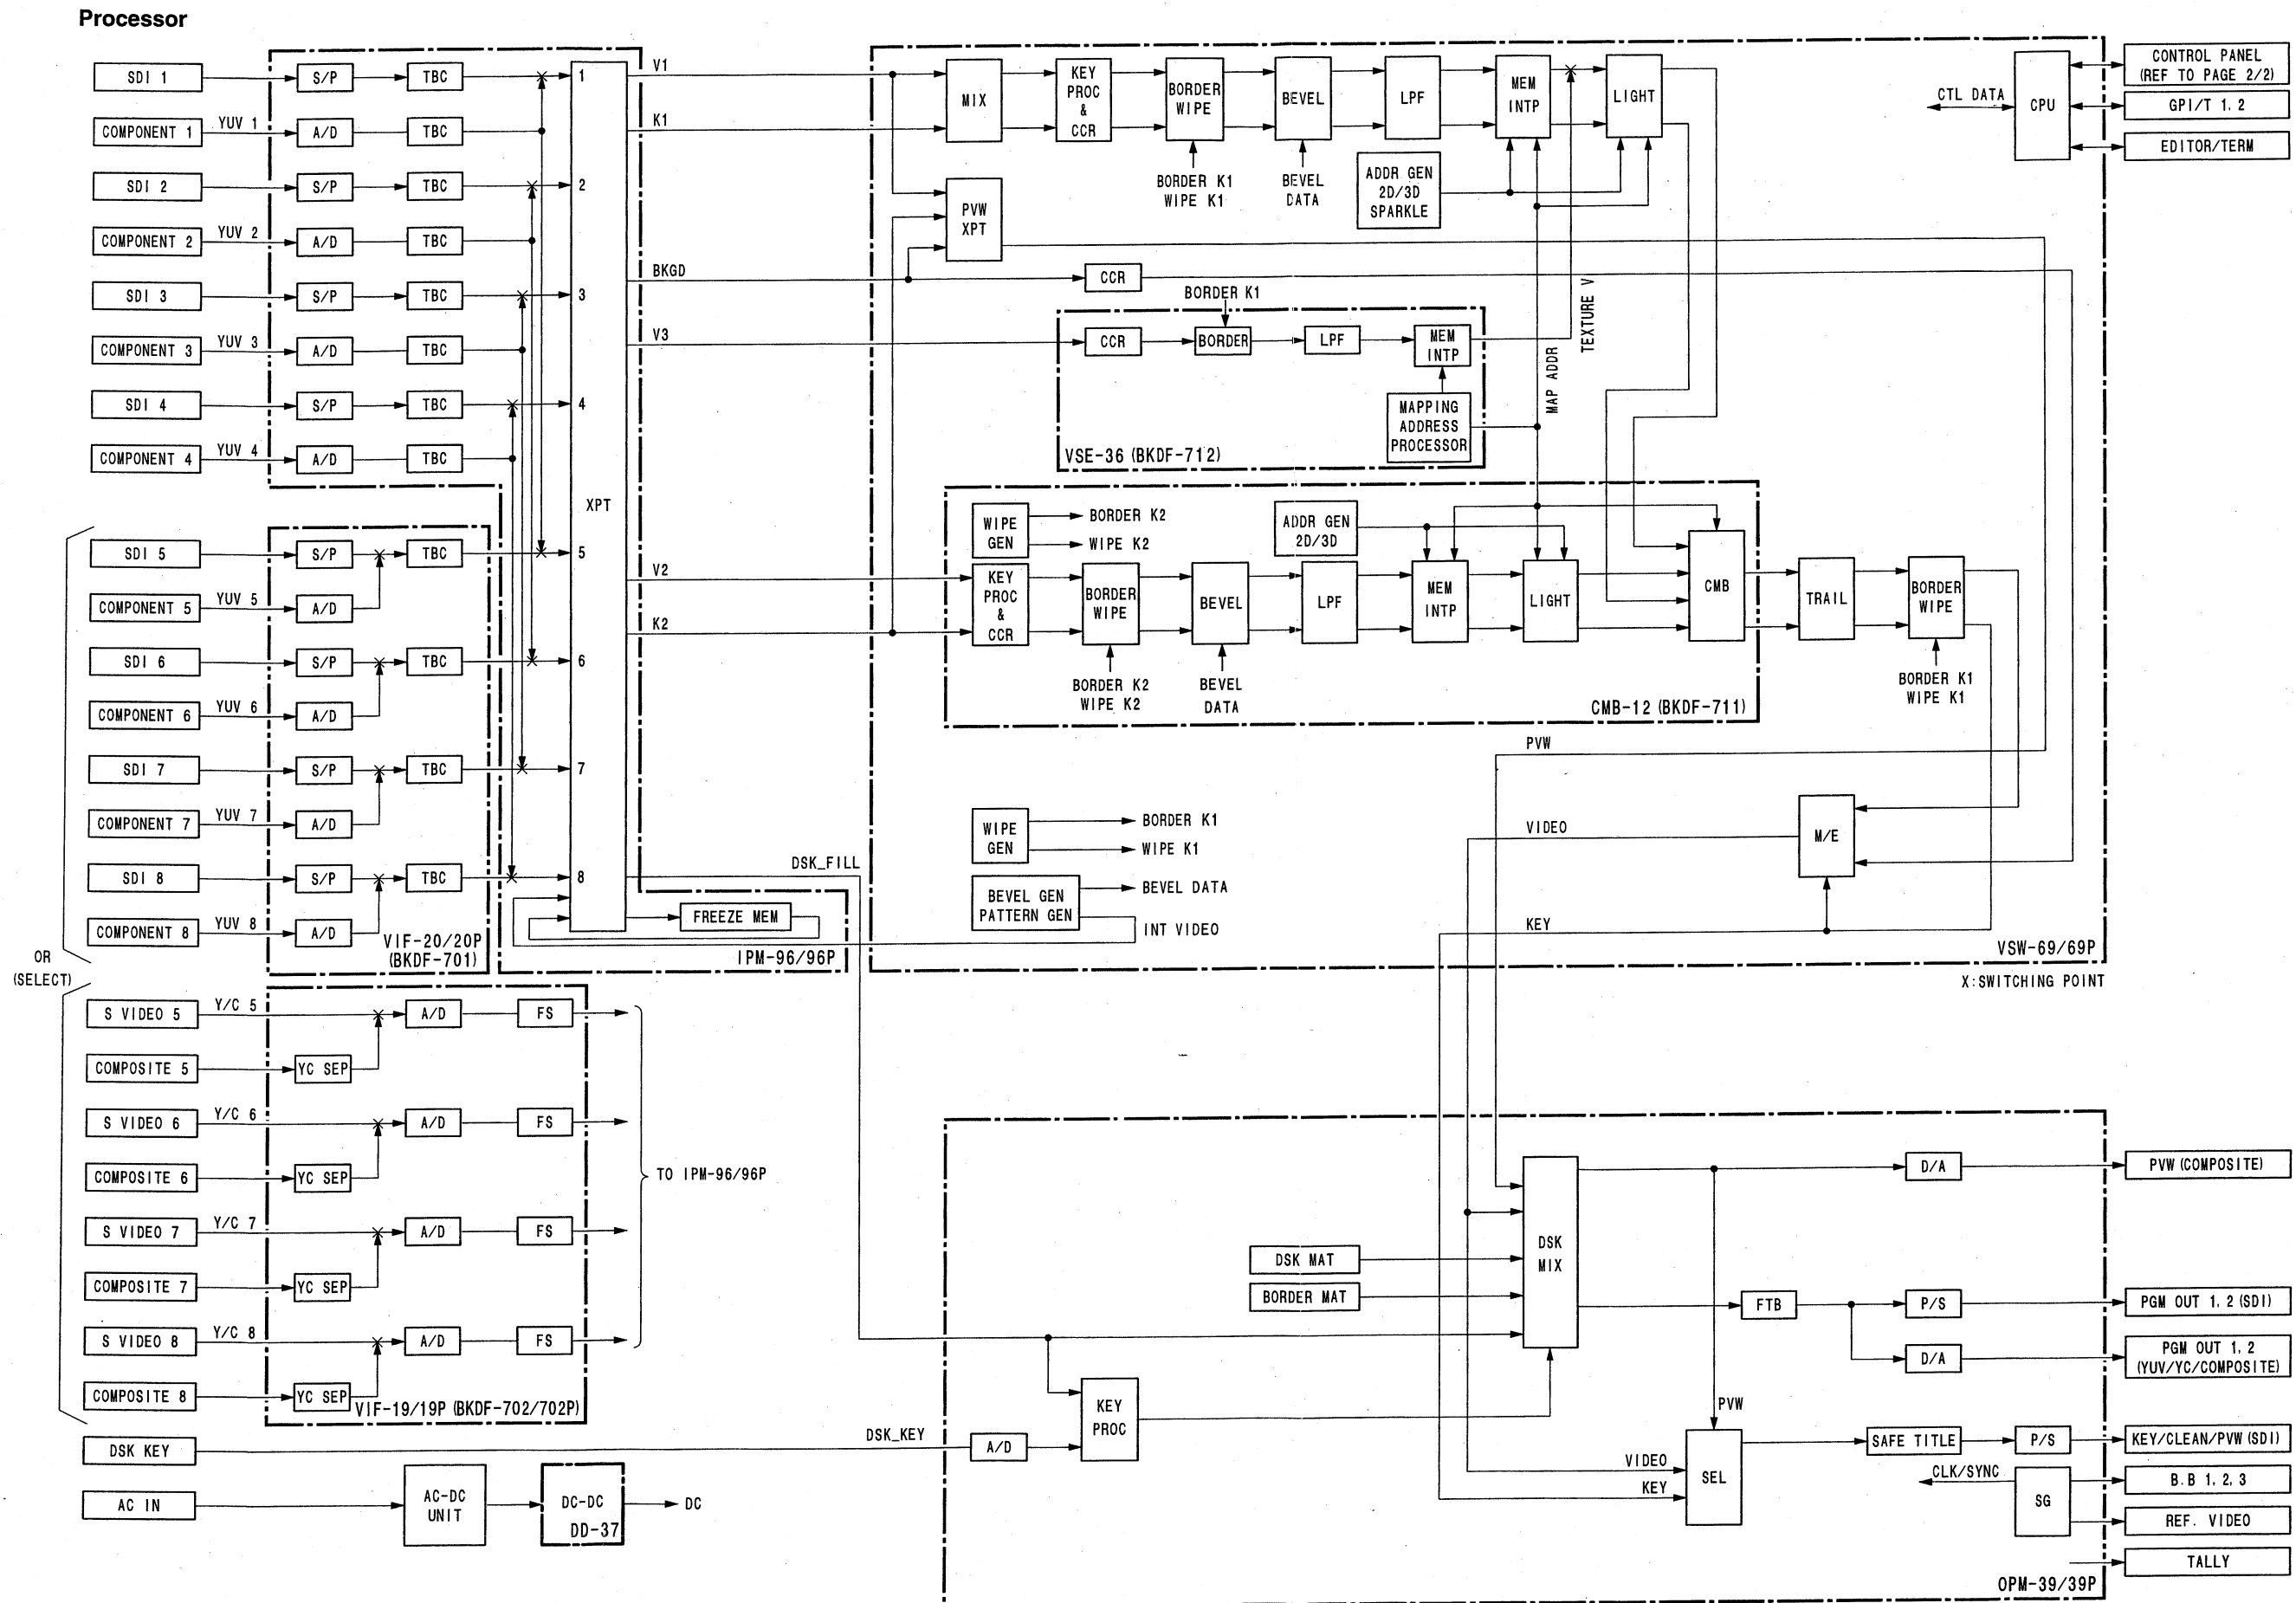 Processor
SDI 1
S/P
TBC
COMPONENT 1
YUV 1
A/D
TBC
SDI 2
S/P
TBC
COMPONENT 2
YUV 2
A/D
TBC
SDI 3
S/P
TBC
COMPONENT 3
YUV 3
A/D
TBC
SDI 4
S/P
TBC
COMPONENT 4
YUV 4
A/D
TBC
SDI 5
S/P
TBC
COMPONENT 5
YUV 5
A/D
SDI 6
S/P
TBC
COMPONENT 6
YUV 6
A/D
SDI 7
S/P
TBC
COMPONENT 7
YUV 7
A/D
SDI 8
S/P
TBC
COMPONENT 8
YUV 8
A/D
VIF-20/20P
(BKDF-701)
OR
(SELECT)
1
2
3
4
XPT
5
6
7
8
FREEZE MEM
IPM-96/96P
V1
K1
BKGD
V3
V2
K2
DSK_FILL
MIX
KEY
PROC
&
CCR
BORDER
WIPE
BORDER K1
WIPE K1
BEVEL
BEVEL
DATA
LPF
MEM
INTP
LIGHT
ADDR GEN
2D/3D
SPARKLE
PVW
XPT
CCR
CTL DATA
CPU
CONTROL PANEL
(REF TO PAGE 2/2)
GPI/T 1, 2
EDITOR/TERM
BORDER K1
CCR
BORDER
LPF
MEM
INTP
MAPPING
ADDRESS
PROCESSOR
VSE-36 (BKDF-712)
MAP ADDR
TEXTURE V
WIPE
GEN
BORDER K2
WIPE K2
ADDR GEN
2D/3D
KEY
PROC
&
CCR
BORDER
WIPE
BORDER K2
WIPE K2
BEVEL
BEVEL
DATA
LPF
MEM
INTP
LIGHT
CMB
CMB-12 (BKDF-711)
TRAIL
BORDER
WIPE
BORDER K1
WIPE K1
PVW
WIPE
GEN
BORDER K1
WIPE K1
BEVEL GEN
PATTERN GEN
BEVEL DATA
INT VIDEO
VIDEO
M/E
KEY
VSW-69/69P
X:SWITCHING POINT
S VIDEO 5
Y/C 5
A/D
FS
COMPOSITE 5
YC SEP
S VIDEO 6
Y/C 6
A/D
FS
COMPOSITE 6
YC SEP
TO IPM-96/96P
S VIDEO 7
Y/C 7
A/D
FS
COMPOSITE 7
YC SEP
S VIDEO 8
Y/C 8
A/D
FS
COMPOSITE 8
YC SEP
VIF-19/19P (BKDF-702/702P)
DSK KEY
DSK_KEY
A/D
KEY
PROC
AC IN
AC-DC
UNIT
DC-DC
DD-37
DC
DSK MAT
BORDER MAT
DSK
MIX
D/A
PVW (COMPOSITE)
FTB
P/S
PGM OUT 1, 2 (SDI)
D/A
PGM OUT 1, 2
(YUV/YC/COMPOSITE)
PVW
VIDEO
KEY
SEL
SAFE TITLE
P/S
KEY/CLEAN/PVW (SDI)
CLK/SYNC
SG
B.B 1, 2, 3
REF. VIDEO
TALLY
OPM-39/39P